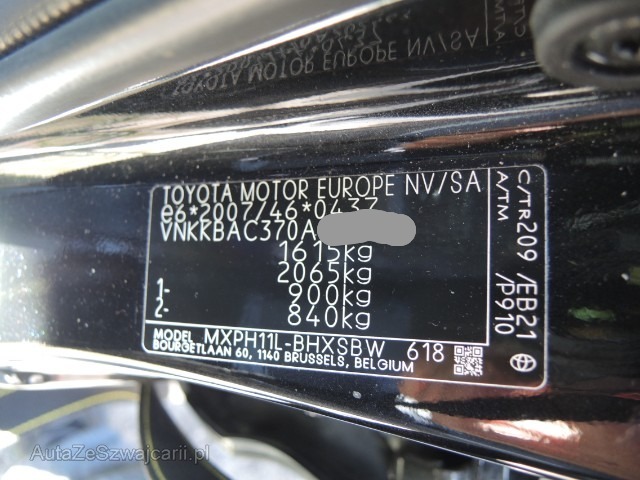 TOYOTA MOTOR EUROPE NV/SA
e6*2007/46*0437
VNKRBAC370A
1615kg
2065kg
1- 900kg
2- 840kg
MODEL MXPH11L-BHXSBW 618
BOURGETLAAN 60, 1140 BRUSSELS, BELGIUM
C/TR209 /EB21
A/TM /P910
AutaZeSzwajcarii.pl